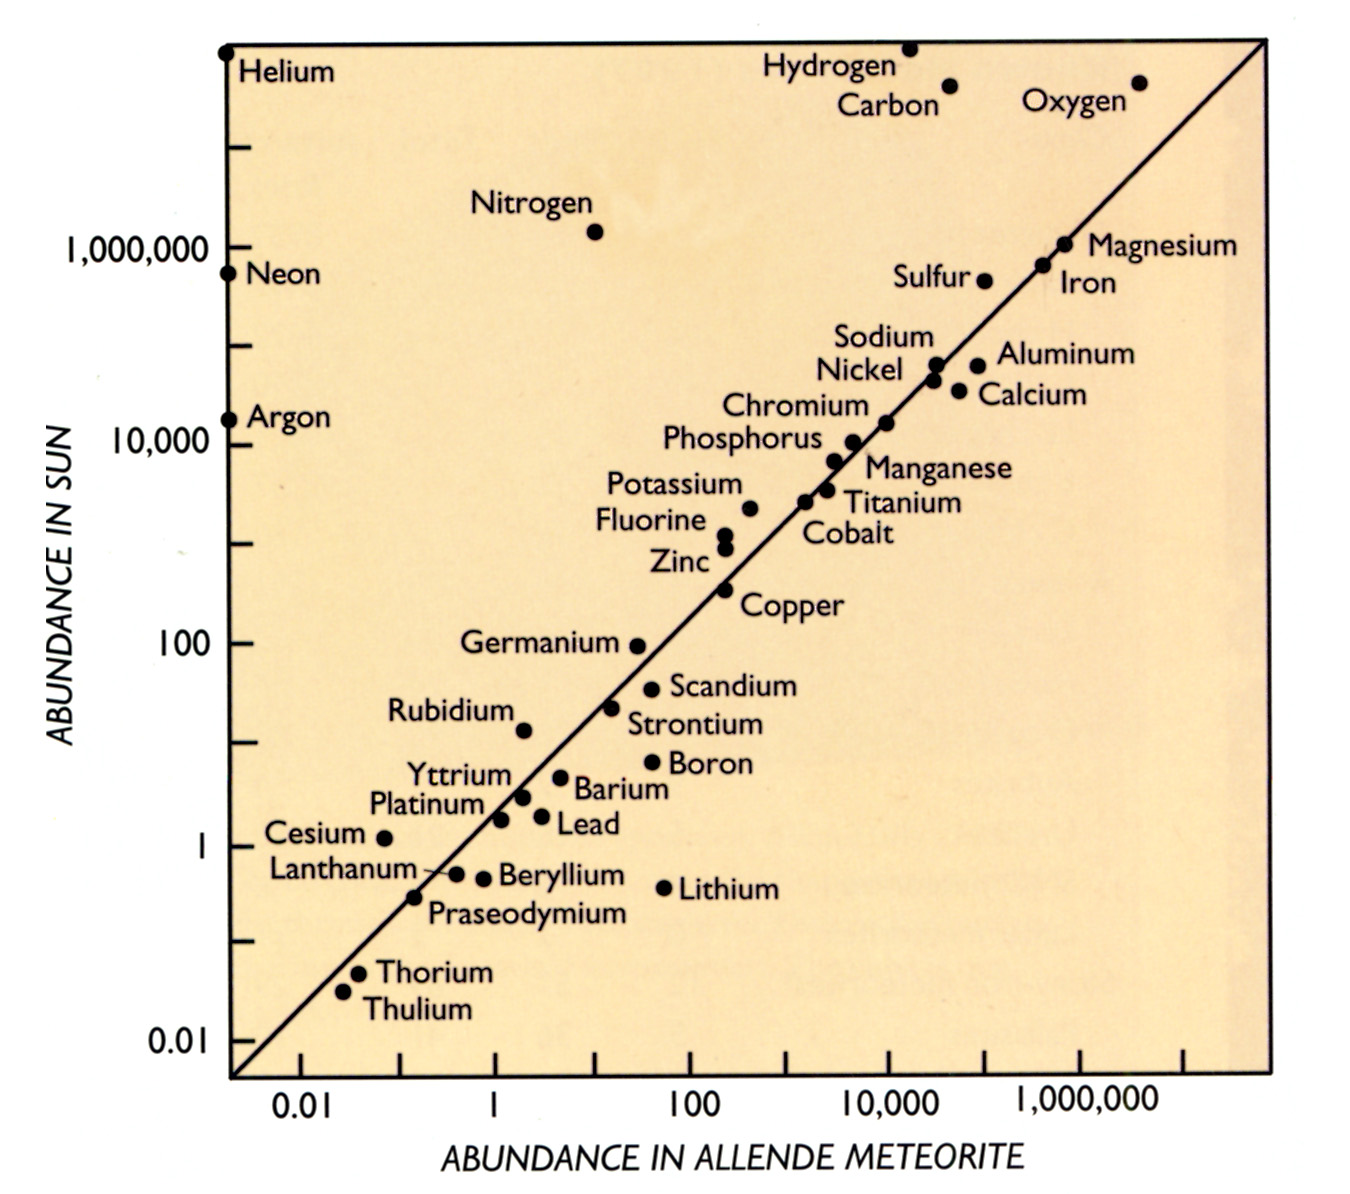 Helium
Hydrogen
Carbon
Oxygen
Nitrogen
1,000,000
Neon
Magnesium
Sulfur
Iron
Sodium
Nickel
Aluminum
Calcium
Chromium
Argon
10,000
Phosphorus
Manganese
Potassium
Titanium
Fluorine
Cobalt
Zinc
Copper
ABUNDANCE IN SUN
100
Germanium
Scandium
Rubidium
Strontium
Boron
Yttrium
Barium
Platinum
Lead
Cesium
1
Lanthanum
Beryllium
Lithium
Praseodymium
Thorium
Thulium
0.01
0.01 1 100 10,000 1,000,000
ABUNDANCE IN ALLENDE METEORITE